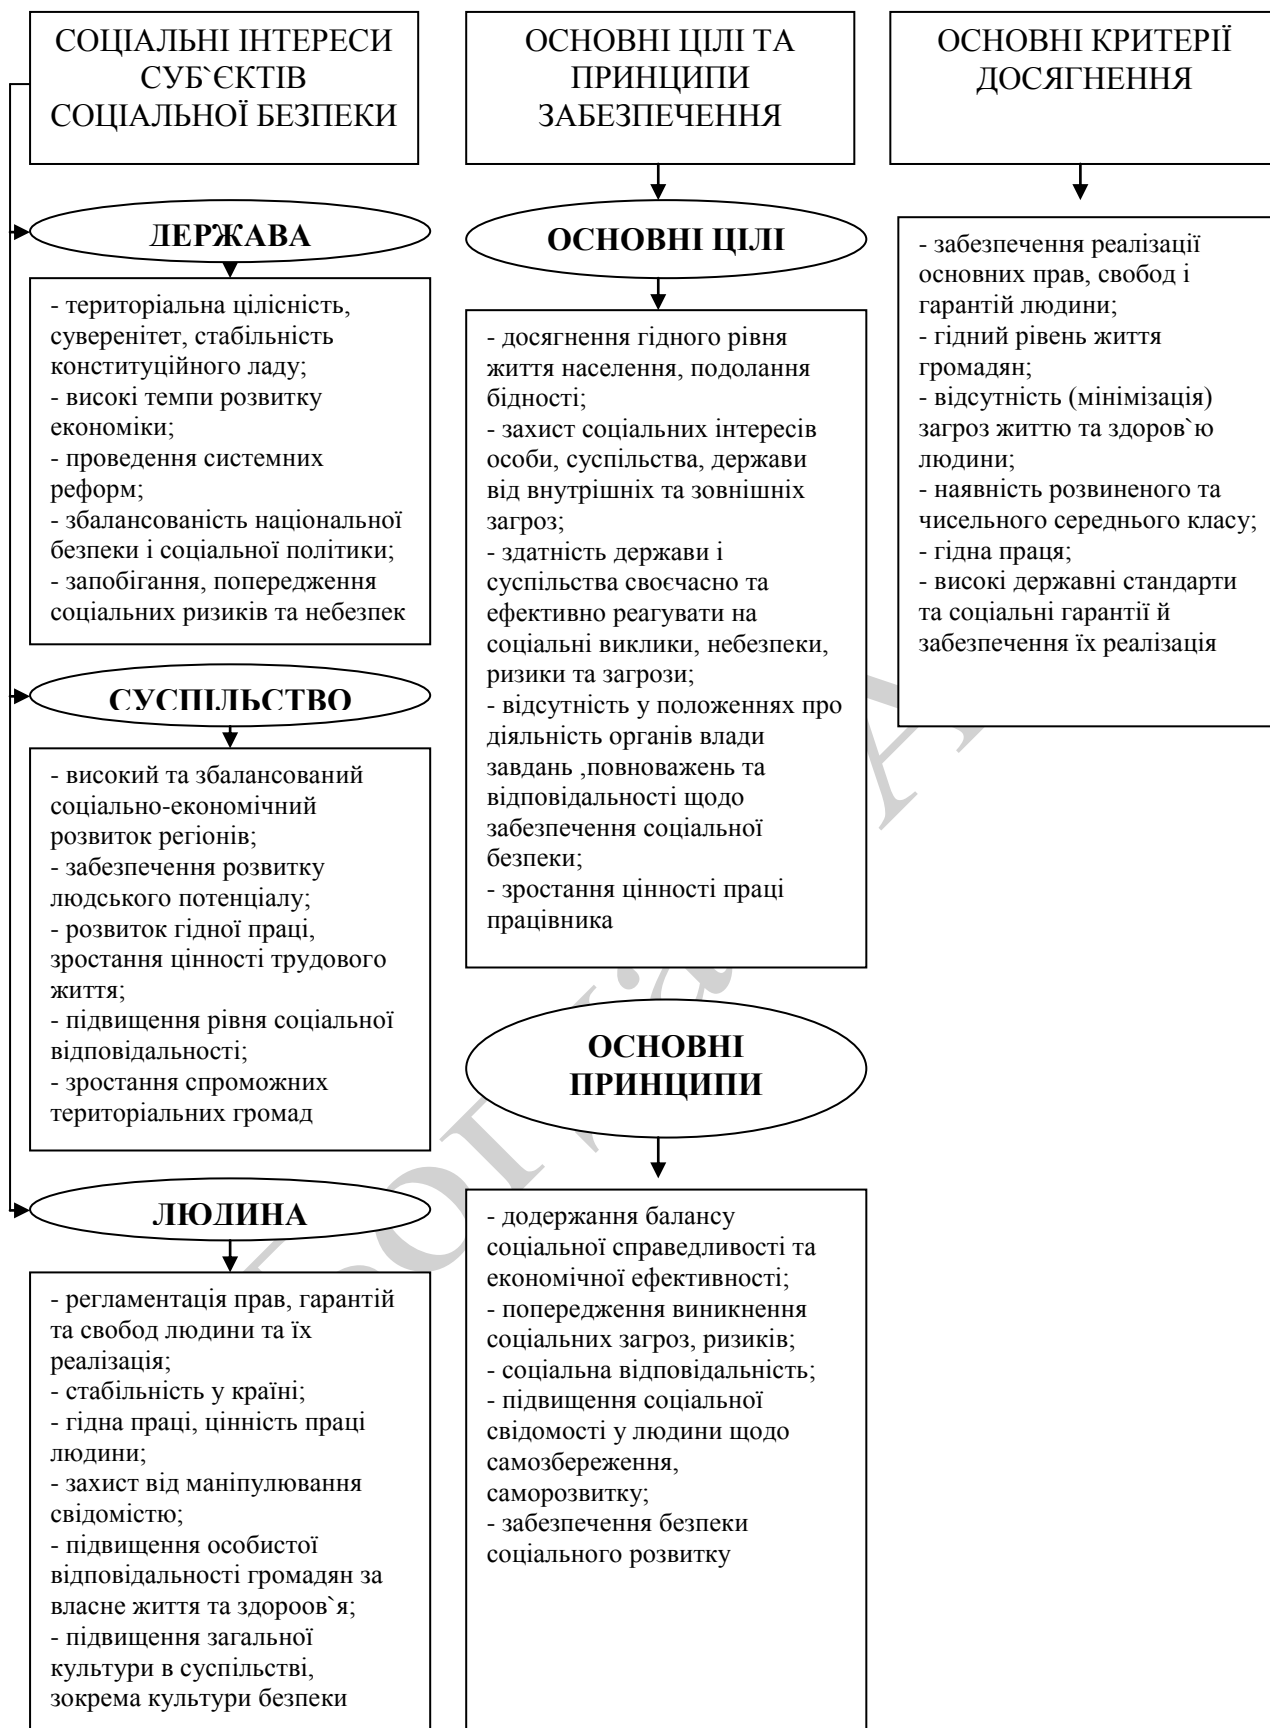 СОЦІАЛЬНІ ІНТЕРЕСИ
СУБ`ЄКТІВ
СОЦІАЛЬНОЇ БЕЗПЕКИ
ДЕРЖАВА
- територіальна цілісність,
суверенітет, стабільність
конституційного ладу;
- високі темпи розвитку
економіки;
- проведення системних
реформ;
- збалансованість національної
безпеки і соціальної політики;
- запобігання, попередження
соціальних ризиків та небезпек
СУСПІЛЬСТВО
- високий та збалансований
соціально-економічний
розвиток регіонів;
- забезпечення розвитку
людського потенціалу;
- розвиток гідної праці,
зростання цінності трудового
життя;
- підвищення рівня соціальної
відповідальності;
- зростання спроможних
територіальних громад
ЛЮДИНА
- регламентація прав, гарантій
та свобод людини та їх
реалізація;
- стабільність у країні;
- гідна праці, цінність праці
людини;
- захист від маніпулювання
свідомістю;
- підвищення особистої
відповідальності громадян за
власне життя та здороов`я;
- підвищення загальної
культури в суспільстві,
зокрема культури безпеки
ОСНОВНІ ЦІЛІ ТА
ПРИНЦИПИ
ЗАБЕЗПЕЧЕННЯ
ОСНОВНІ ЦІЛІ
- досягнення гідного рівня
життя населення, подолання
бідності;
- захист соціальних інтересів
особи, суспільства, держави
від внутрішніх та зовнішніх
загроз;
- здатність держави і
суспільства своєчасно та
ефективно реагувати на
соціальні виклики, небезпеки,
ризики та загрози;
- відсутність у положеннях про
діяльність органів влади
завдань ,повноважень та
відповідальності щодо
забезпечення соціальної
безпеки;
- зростання цінності праці
працівника
ОСНОВНІ
ПРИНЦИПИ
- додержання балансу
соціальної справедливості та
економічної ефективності;
- попередження виникнення
соціальних загроз, ризиків;
- соціальна відповідальність;
- підвищення соціальної
свідомості у людини щодо
самозбереження,
саморозвитку;
- забезпечення безпеки
соціального розвитку
ОСНОВНІ КРИТЕРІЇ
ДОСЯГНЕННЯ
- забезпечення реалізації
основних прав, свобод і
гарантій людини;
- гідний рівень життя
громадян;
- відсутність (мінімізація)
загроз життю та здоров`ю
людини;
- наявність розвиненого та
чисельного середнього класу;
- гідна праця;
- високі державні стандарти
та соціальні гарантії й
забезпечення їх реалізація